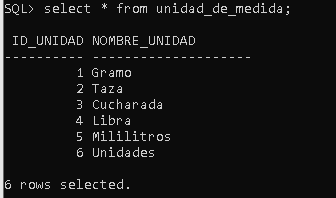 SQL> select * from unidad_de_medida;
ID_UNIDAD NOMBRE_UNIDAD
---------- --------------------
1 Gramo
2 Taza
3 Cucharada
4 Libra
5 Mililitros
6 Unidades
6 rows selected.